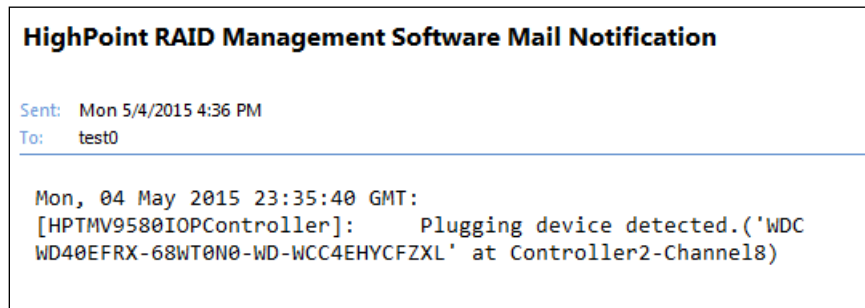 HighPoint RAID Management Software Mail Notification
Sent: Mon 5/4/2015 4:36 PM
To: test0
Mon, 04 May 2015 23:35:40 GMT:
[HPTMV9580IOPController]: Plugging device detected.('WDC
WD40EFRX-68WT0N0-WD-WCC4EHYCFZXL' at Controller2-Channel8)